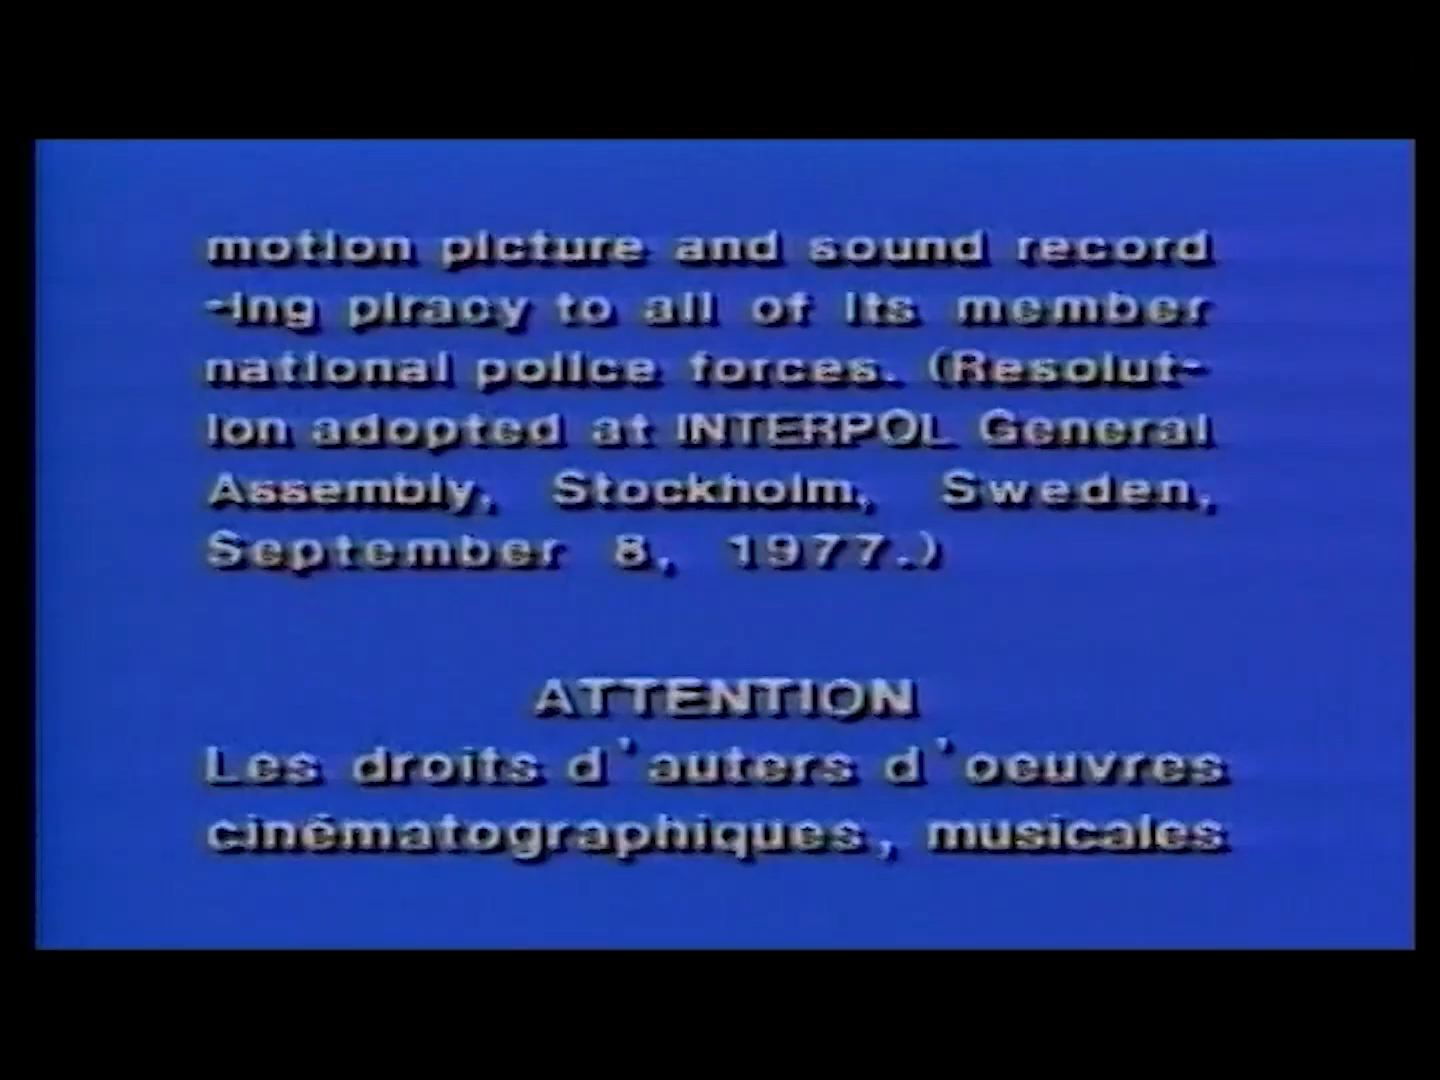 motion picture and sound record
-ing piracy to all of its member
national police forces. (Resolut-
ion adopted at INTERPOL General
Assembly, Stockholm, Sweden,
September 8, 1977.)
ATTENTION
Les droits d'auters d'oeuvres
cinématographiques, musicales